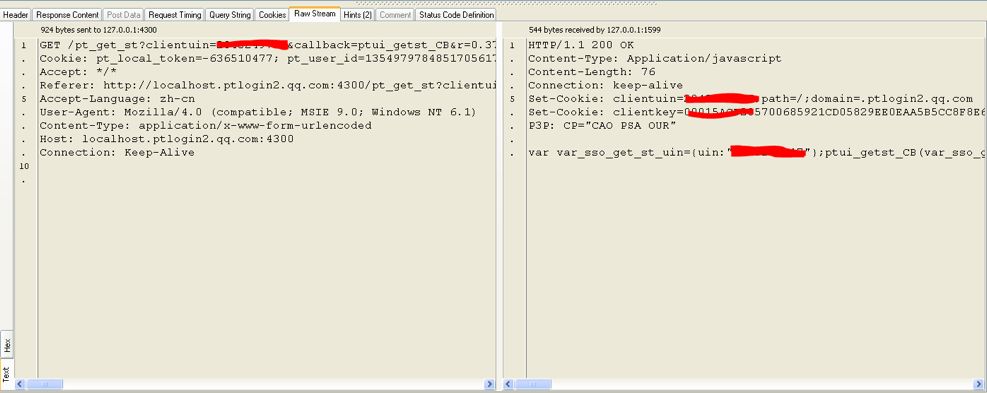 Header Response Content Post Data Request Timing Query String Cookies Raw Stream Hints (2) Comment Status Code Definition
924 bytes sent to 127.0.0.1:4300
1 GET /pt_get_st?clientuin= &callback=ptui_getst_CB&r=0.37
. Cookie: pt_local_token=-636510477; pt_user_id=1354979784851705617
. Accept: */*
. Referer: http://localhost.ptlogin2.qq.com:4300/pt_get_st?clientui
5 Accept-Language: zh-cn
. User-Agent: Mozilla/4.0 (compatible; MSIE 9.0; Windows NT 6.1)
. Content-Type: application/x-www-form-urlencoded
. Host: localhost.ptlogin2.qq.com:4300
. Connection: Keep-Alive
10
.
544 bytes received by 127.0.0.1:1599
1 HTTP/1.1 200 OK
. Content-Type: Application/javascript
. Content-Length: 76
. Connection: keep-alive
5 Set-Cookie: clientuin= path=/;domain=.ptlogin2.qq.com
. Set-Cookie: clientkey= 5700685921CD05829EE0EAA5B5CC8F8E6
. P3P: CP="CAO PSA OUR"
.
. var var_sso_get_st_uin={uin:" "};ptui_getst_CB(var_sso_g
Hex
Text